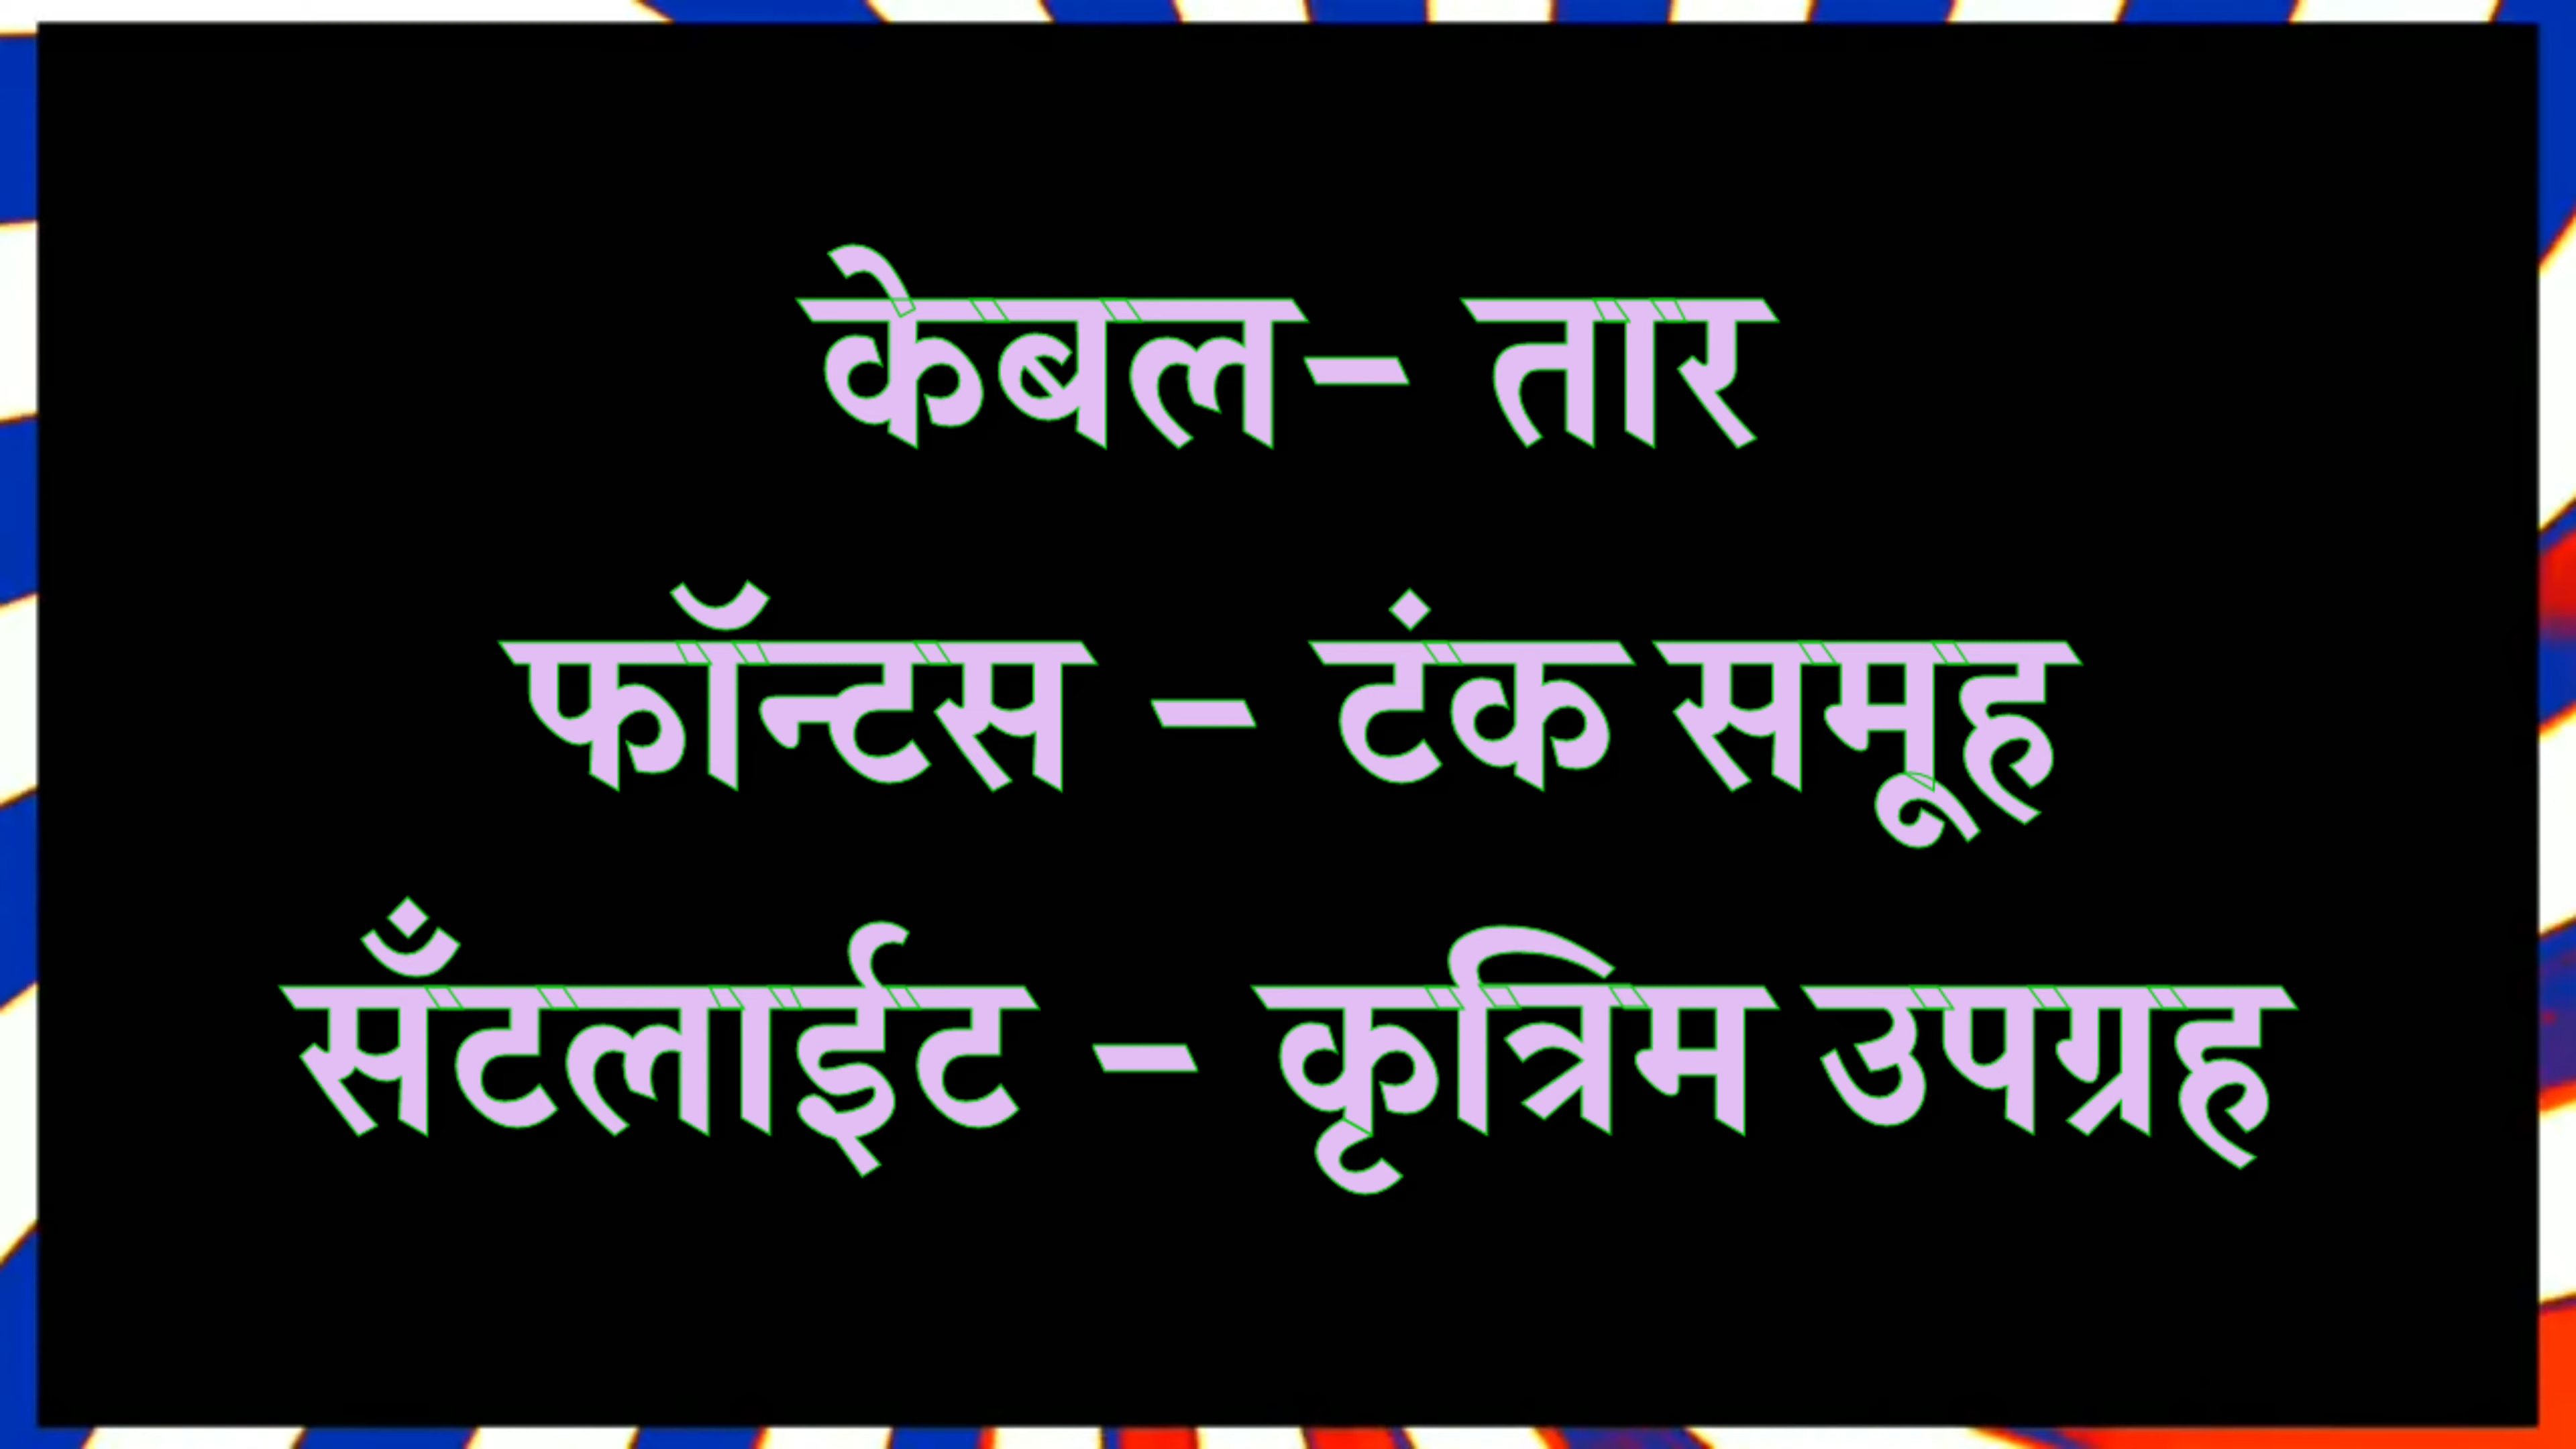 केबल– तार
फॉन्टस – टंक समूह
सँटलाईट – कृत्रिम उपग्रह